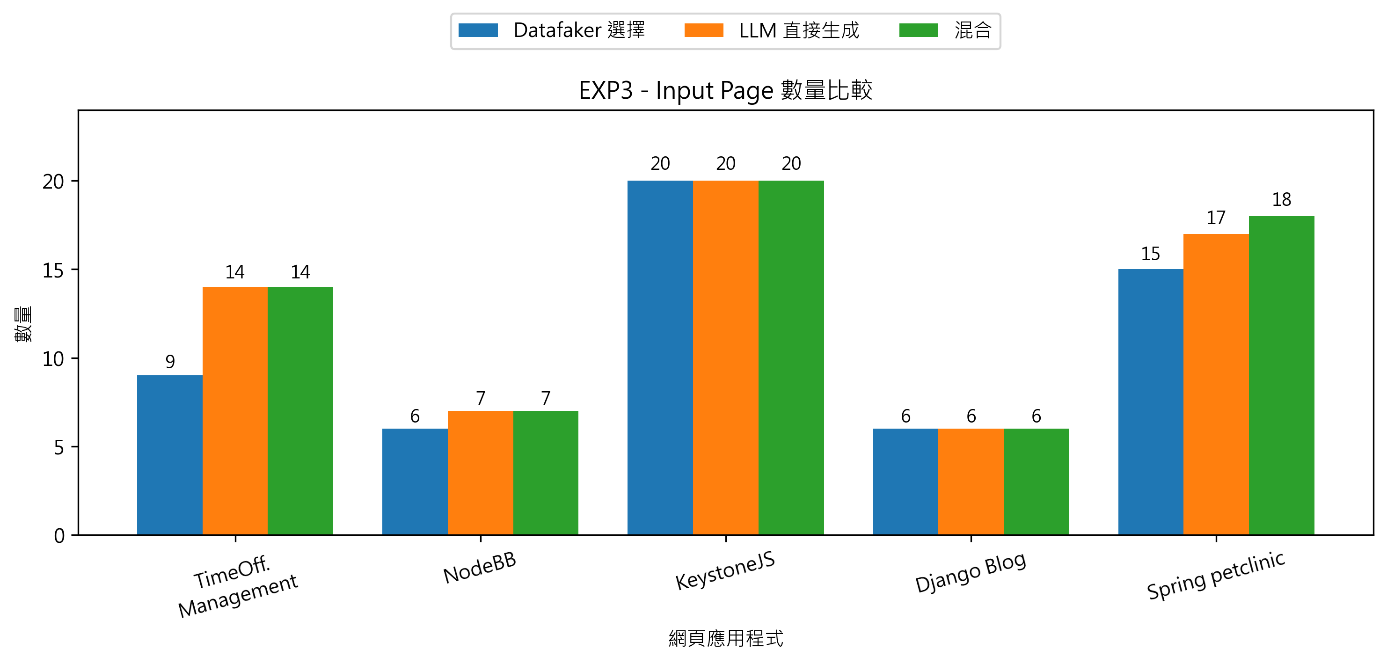 Datafaker 選擇 LLM 直接生成 混合
EXP3 - Input Page 數量比較
數量
20
15
10
5
0
9 14 14
6 7 7
20 20 20
6 6 6
15 17 18
TimeOff.
Management
NodeBB
KeystoneJS
Django Blog
Spring petclinic
網頁應用程式